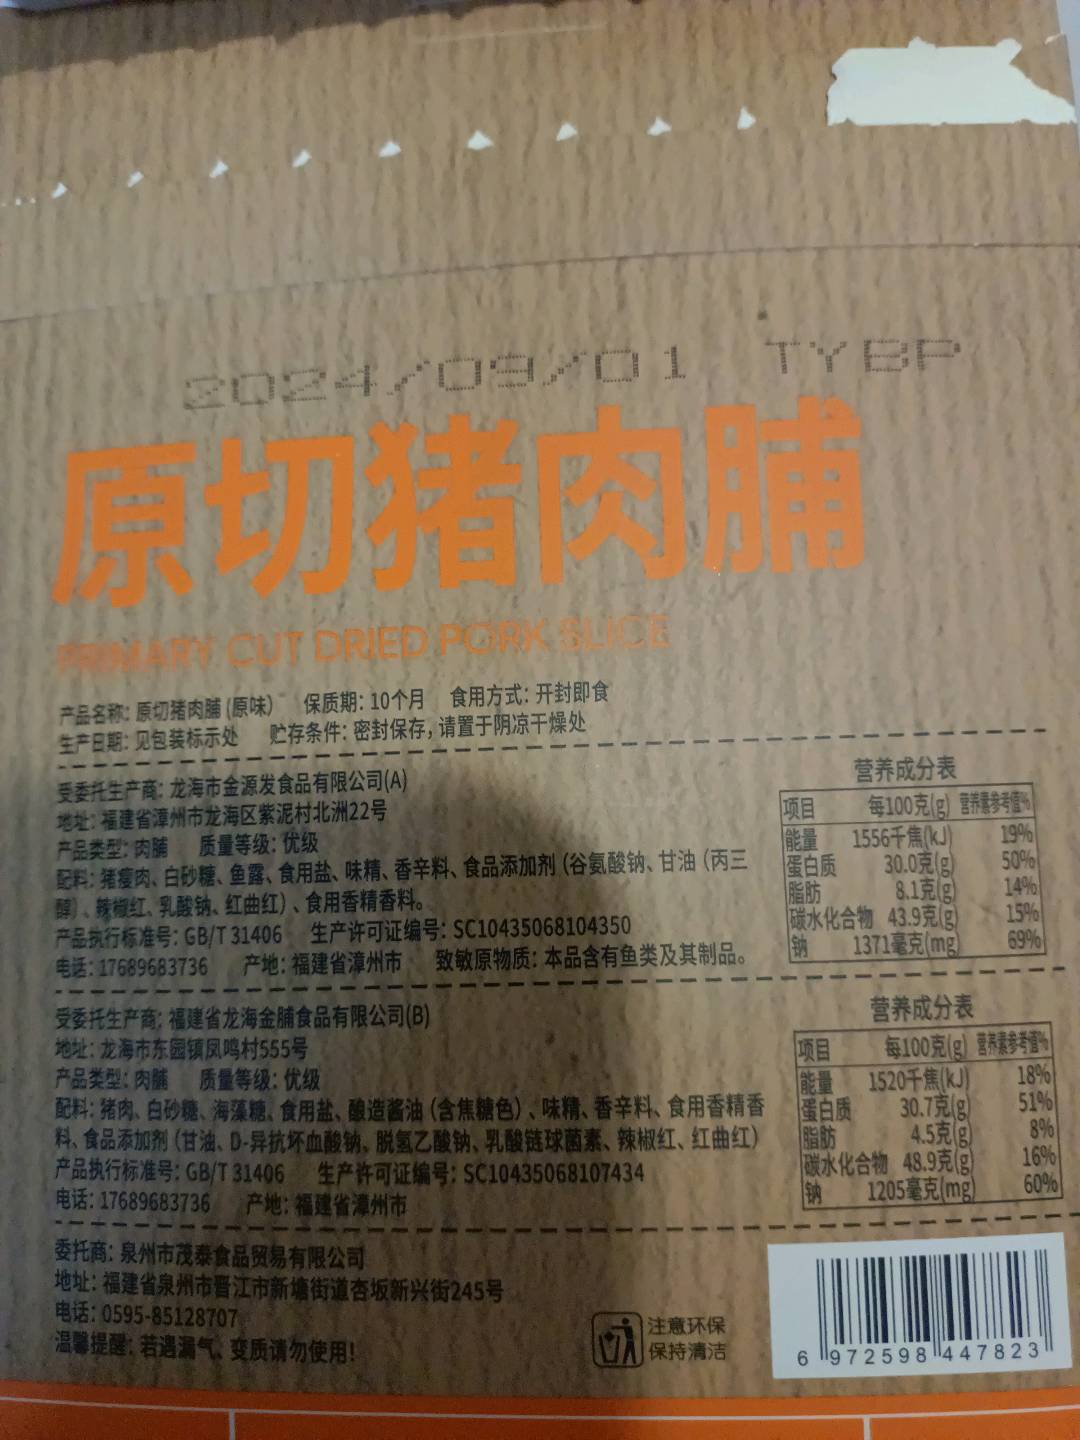 2024/09/01 TYBP
原切猪肉脯
PRIMARY CUT DRIED PORK SLICE
产品名称: 原切猪肉脯 (原味) 保质期: 10个月 食用方式: 开封即食
生产日期: 见包装标示处 贮存条件: 密封保存, 请置于阴凉干燥处
受委托生产商: 龙海市金源发食品有限公司(A)
地址: 福建省漳州市龙海区紫泥村北洲22号
产品类型: 肉脯 质量等级: 优级
配料: 猪瘦肉、白砂糖、鱼露、食用盐、味精、香辛料、食品添加剂 (谷氨酸钠、甘油 (丙三
醇) 、辣椒红、乳酸钠、红曲红) 、食用香精香料。
产品执行标准号: GB/T 31406 生产许可证编号: SC10435068104350
电话: 17689683736 产地: 福建省漳州市 致敏原物质: 本品含有鱼类及其制品。
营养成分表
项目 每100克(g) 营养素参考值%
能量 1556千焦(kJ) 19%
蛋白质 30.0克(g) 50%
脂肪 8.1克(g) 14%
碳水化合物 43.9克(g) 15%
钠 1371毫克(mg) 69%
受委托生产商: 福建省龙海金脯食品有限公司(B)
地址: 龙海市东园镇凤鸣村555号
产品类型: 肉脯 质量等级: 优级
配料: 猪肉、白砂糖、海藻糖、食用盐、酿造酱油 (含焦糖色) 、味精、香辛料、食用香精香
料、食品添加剂 (甘油、D-异抗坏血酸钠、脱氢乙酸钠、乳酸链球菌素、辣椒红、红曲红)
产品执行标准号: GB/T 31406 生产许可证编号: SC10435068107434
电话: 17689683736 产地: 福建省漳州市
营养成分表
项目 每100克(g) 营养素参考值%
能量 1520千焦(kJ) 18%
蛋白质 30.7克(g) 51%
脂肪 4.5克(g) 8%
碳水化合物 48.9克(g) 16%
钠 1205毫克(mg) 60%
委托商: 泉州市茂泰食品贸易有限公司
地址: 福建省泉州市晋江市新塘街道杏坂新兴街245号
电话: 0595-85128707
温馨提醒: 若遇漏气、变质请勿使用!
注意环保
保持清洁
6 972598 447823